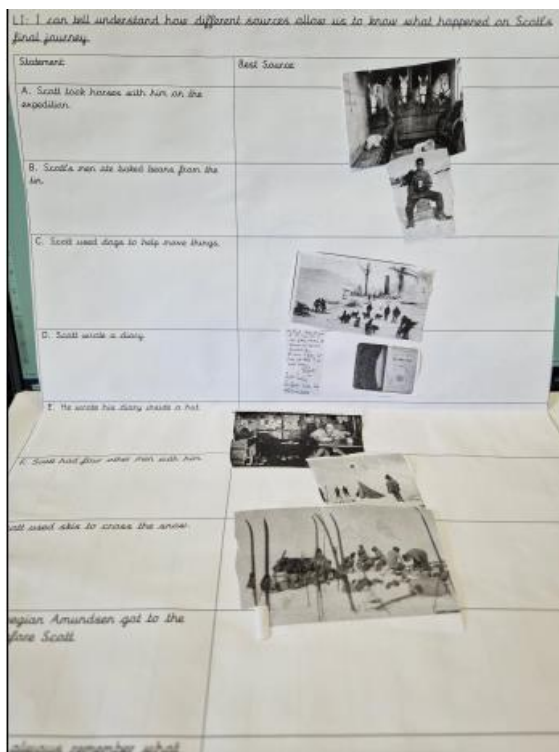 LI: I can tell understand how different sources allow us to know what happened on Scott's
final journey.
Statement
Best Source
A. Scott took horses with him on the
expedition.
B. Scott's men ate baked beans from the
tin.
C. Scott used dogs to help move things.
D. Scott wrote a diary.
E. He wrote his diary inside a hut.
F. Scott had four other men with him.
ott used skis to cross the snow.
egian Amundsen got to the
fore Scott.
always remember what